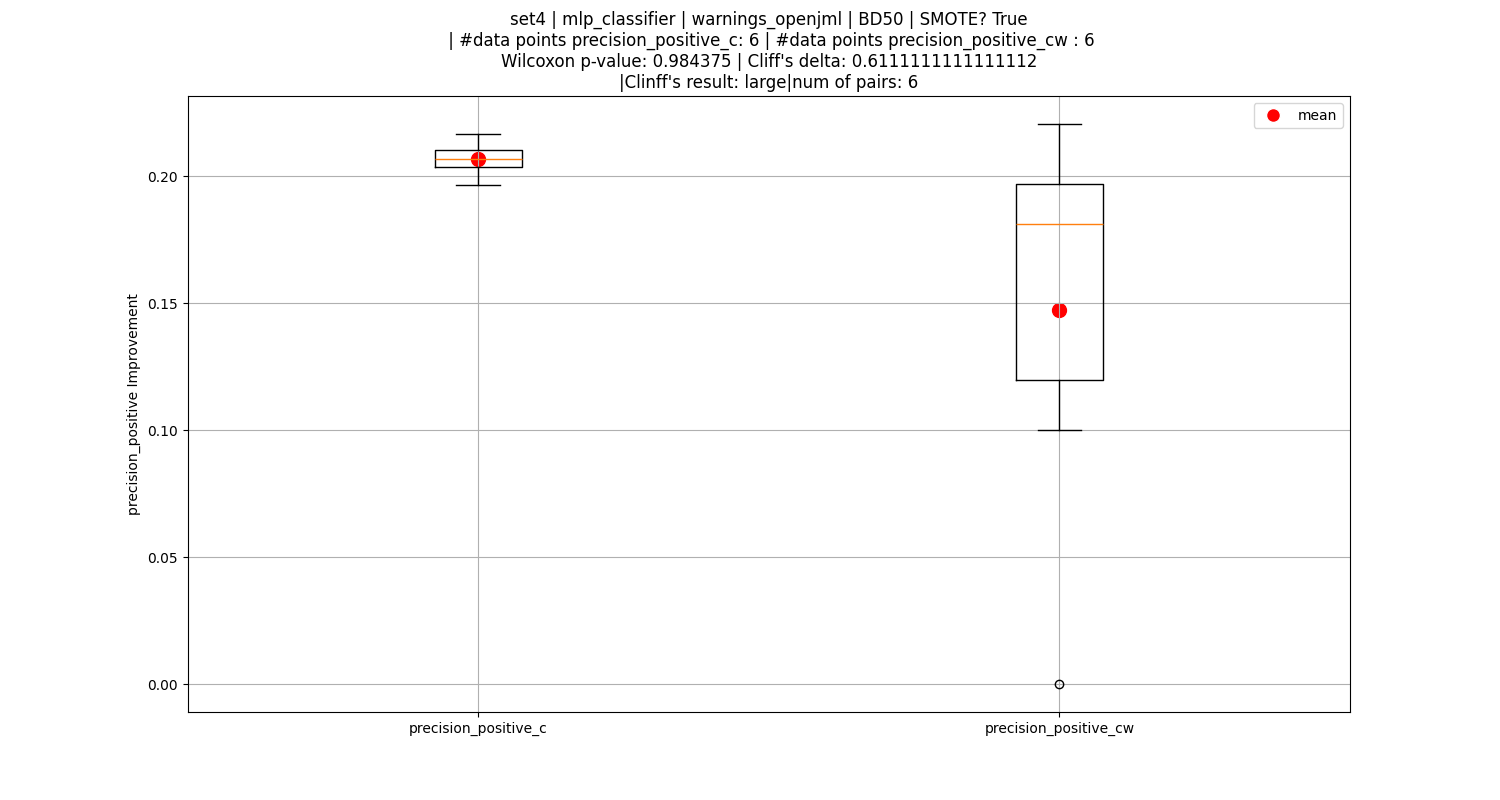 set4 | mlp_classifier | warnings_openjml | BD50 | SMOTE? True
| #data points precision_positive_c: 6 | #data points precision_positive_cw : 6
Wilcoxon p-value: 0.984375 | Cliff's delta: 0.6111111111111112
|Clinff's result: large|num of pairs: 6
mean
precision_positive Improvement
0.20
0.15
0.10
0.05
0.00
precision_positive_c
precision_positive_cw